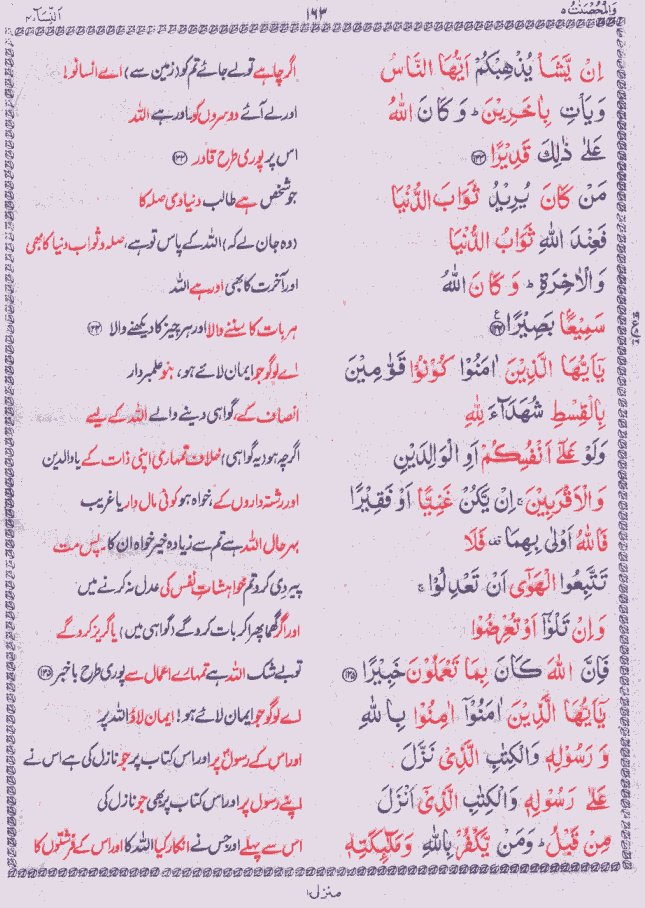 وَالْمُحْصَنٰتُ ۵ ۱۶۳ اَلنِّسَآء ۴
اِنْ يَّشَاْ يُذْهِبْكُمْ اَيُّهَا النَّاسُ اگر چاہے تو لے جائے تم کو (زمین سے) اے انسانو!
وَيَاْتِ بِاٰخَرِيْنَ ؕ وَكَانَ اللّٰهُ اور لے آئے دوسروں کو، اور ہے اللہ
عَلٰى ذٰلِكَ قَدِيْرًا ﴿۱۳۳﴾ اس پر پوری طرح قادر ﴿۱۳۳﴾
مَنْ كَانَ يُرِيْدُ ثَوَابَ الدُّنْيَا جو شخص ہے طالب دنیاوی صلہ کا
فَعِنْدَ اللّٰهِ ثَوَابُ الدُّنْيَا (وہ جان لے کہ) اللہ کے پاس تو ہے، صلہ و ثواب دنیا کا بھی
وَالْاٰخِرَةِ ؕ وَكَانَ اللّٰهُ اور آخرت کا بھی اور ہے اللہ
سَمِيْعًۢا بَصِيْرًا ﴿۱۳۴﴾ ع ہر بات کا سننے والا اور ہر چیز کا دیکھنے والا ﴿۱۳۴﴾
يٰۤاَيُّهَا الَّذِيْنَ اٰمَنُوْا كُوْنُوْا قَوّٰمِيْنَ اے لوگو جو ایمان لائے ہو، بنو علمبردار
بِالْقِسْطِ شُهَدَآءَ لِلّٰهِ انصاف کے، گواہی دینے والے اللہ کے لیے
وَلَوْ عَلٰۤى اَنْفُسِكُمْ اَوِ الْوَالِدَيْنِ اگرچہ ہو (یہ گواہی) خلاف تمہاری اپنی ذات کے یا والدین
وَالْاَقْرَبِيْنَ ۚ اِنْ يَّكُنْ غَنِيًّا اَوْ فَقِيْرًا اور رشتہ داروں کے، خواہ ہو کوئی مال دار یا غریب
فَاللّٰهُ اَوْلٰى بِهِمَا ۟ فَلَا بہر حال اللہ ہے تم سے زیادہ خیر خواہ ان کا، پس مت
تَتَّبِعُوا الْهَوٰۤى اَنْ تَعْدِلُوْا ۚ پیروی کرو تم خواہشاتِ نفس کی عدل نہ کرنے میں
وَاِنْ تَلْوٗۤا اَوْ تُعْرِضُوْا اور اگر گھما پھرا کر بات کرو گے (گواہی میں) یا گریز کرو گے
فَاِنَّ اللّٰهَ كَانَ بِمَا تَعْمَلُوْنَ خَبِيْرًا ﴿۱۳۵﴾ تو بے شک اللہ ہے تمہارے اعمال سے پوری طرح باخبر ﴿۱۳۵﴾
يٰۤاَيُّهَا الَّذِيْنَ اٰمَنُوْۤا اٰمِنُوْا بِاللّٰهِ اے لوگو جو ایمان لائے ہو! ایمان لاؤ اللہ پر
وَرَسُوْلِهٖ وَالْكِتٰبِ الَّذِيْ نَزَّلَ اور اس کے رسول پر اور اس کتاب پر جو نازل کی ہے اس نے
عَلٰى رَسُوْلِهٖ وَالْكِتٰبِ الَّذِيْۤ اَنْزَلَ اپنے رسول پر اور اس کتاب پر بھی جو نازل کی
مِنْ قَبْلُ ؕ وَمَنْ يَّكْفُرْ بِاللّٰهِ وَمَلٰٓئِكَتِهٖ اس سے پہلے اور جس نے انکار کیا اللہ کا اور اس کے فرشتوں کا
منزل ۱